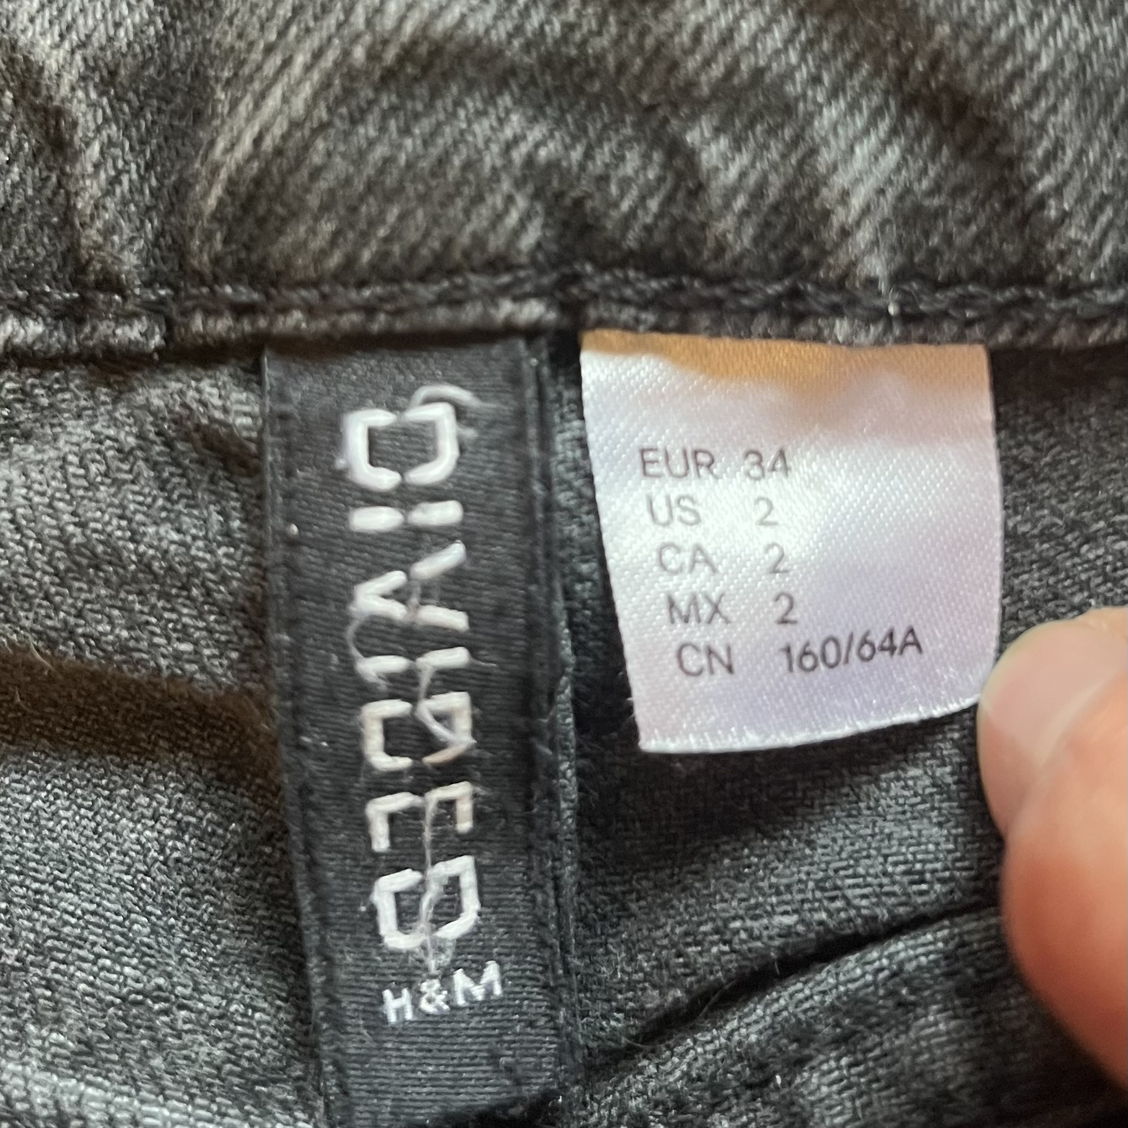 DIVIDED
H&M
EUR 34
US 2
CA 2
MX 2
CN 160/64A